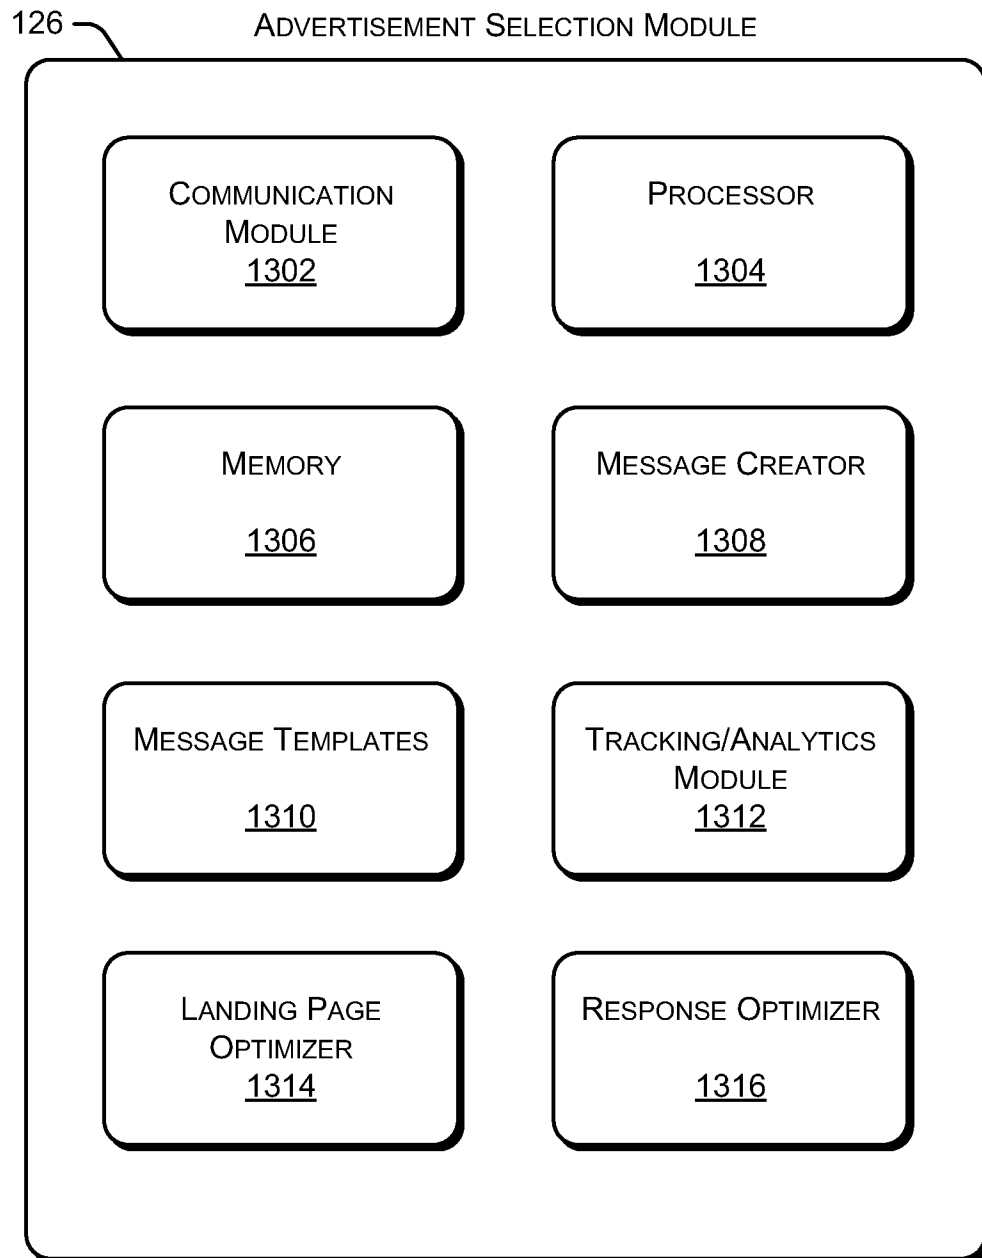 126
ADVERTISEMENT SELECTION MODULE
COMMUNICATION
MODULE
1302
PROCESSOR
1304
MEMORY
1306
MESSAGE CREATOR
1308
MESSAGE TEMPLATES
1310
TRACKING/ANALYTICS
MODULE
1312
LANDING PAGE
OPTIMIZER
1314
RESPONSE OPTIMIZER
1316